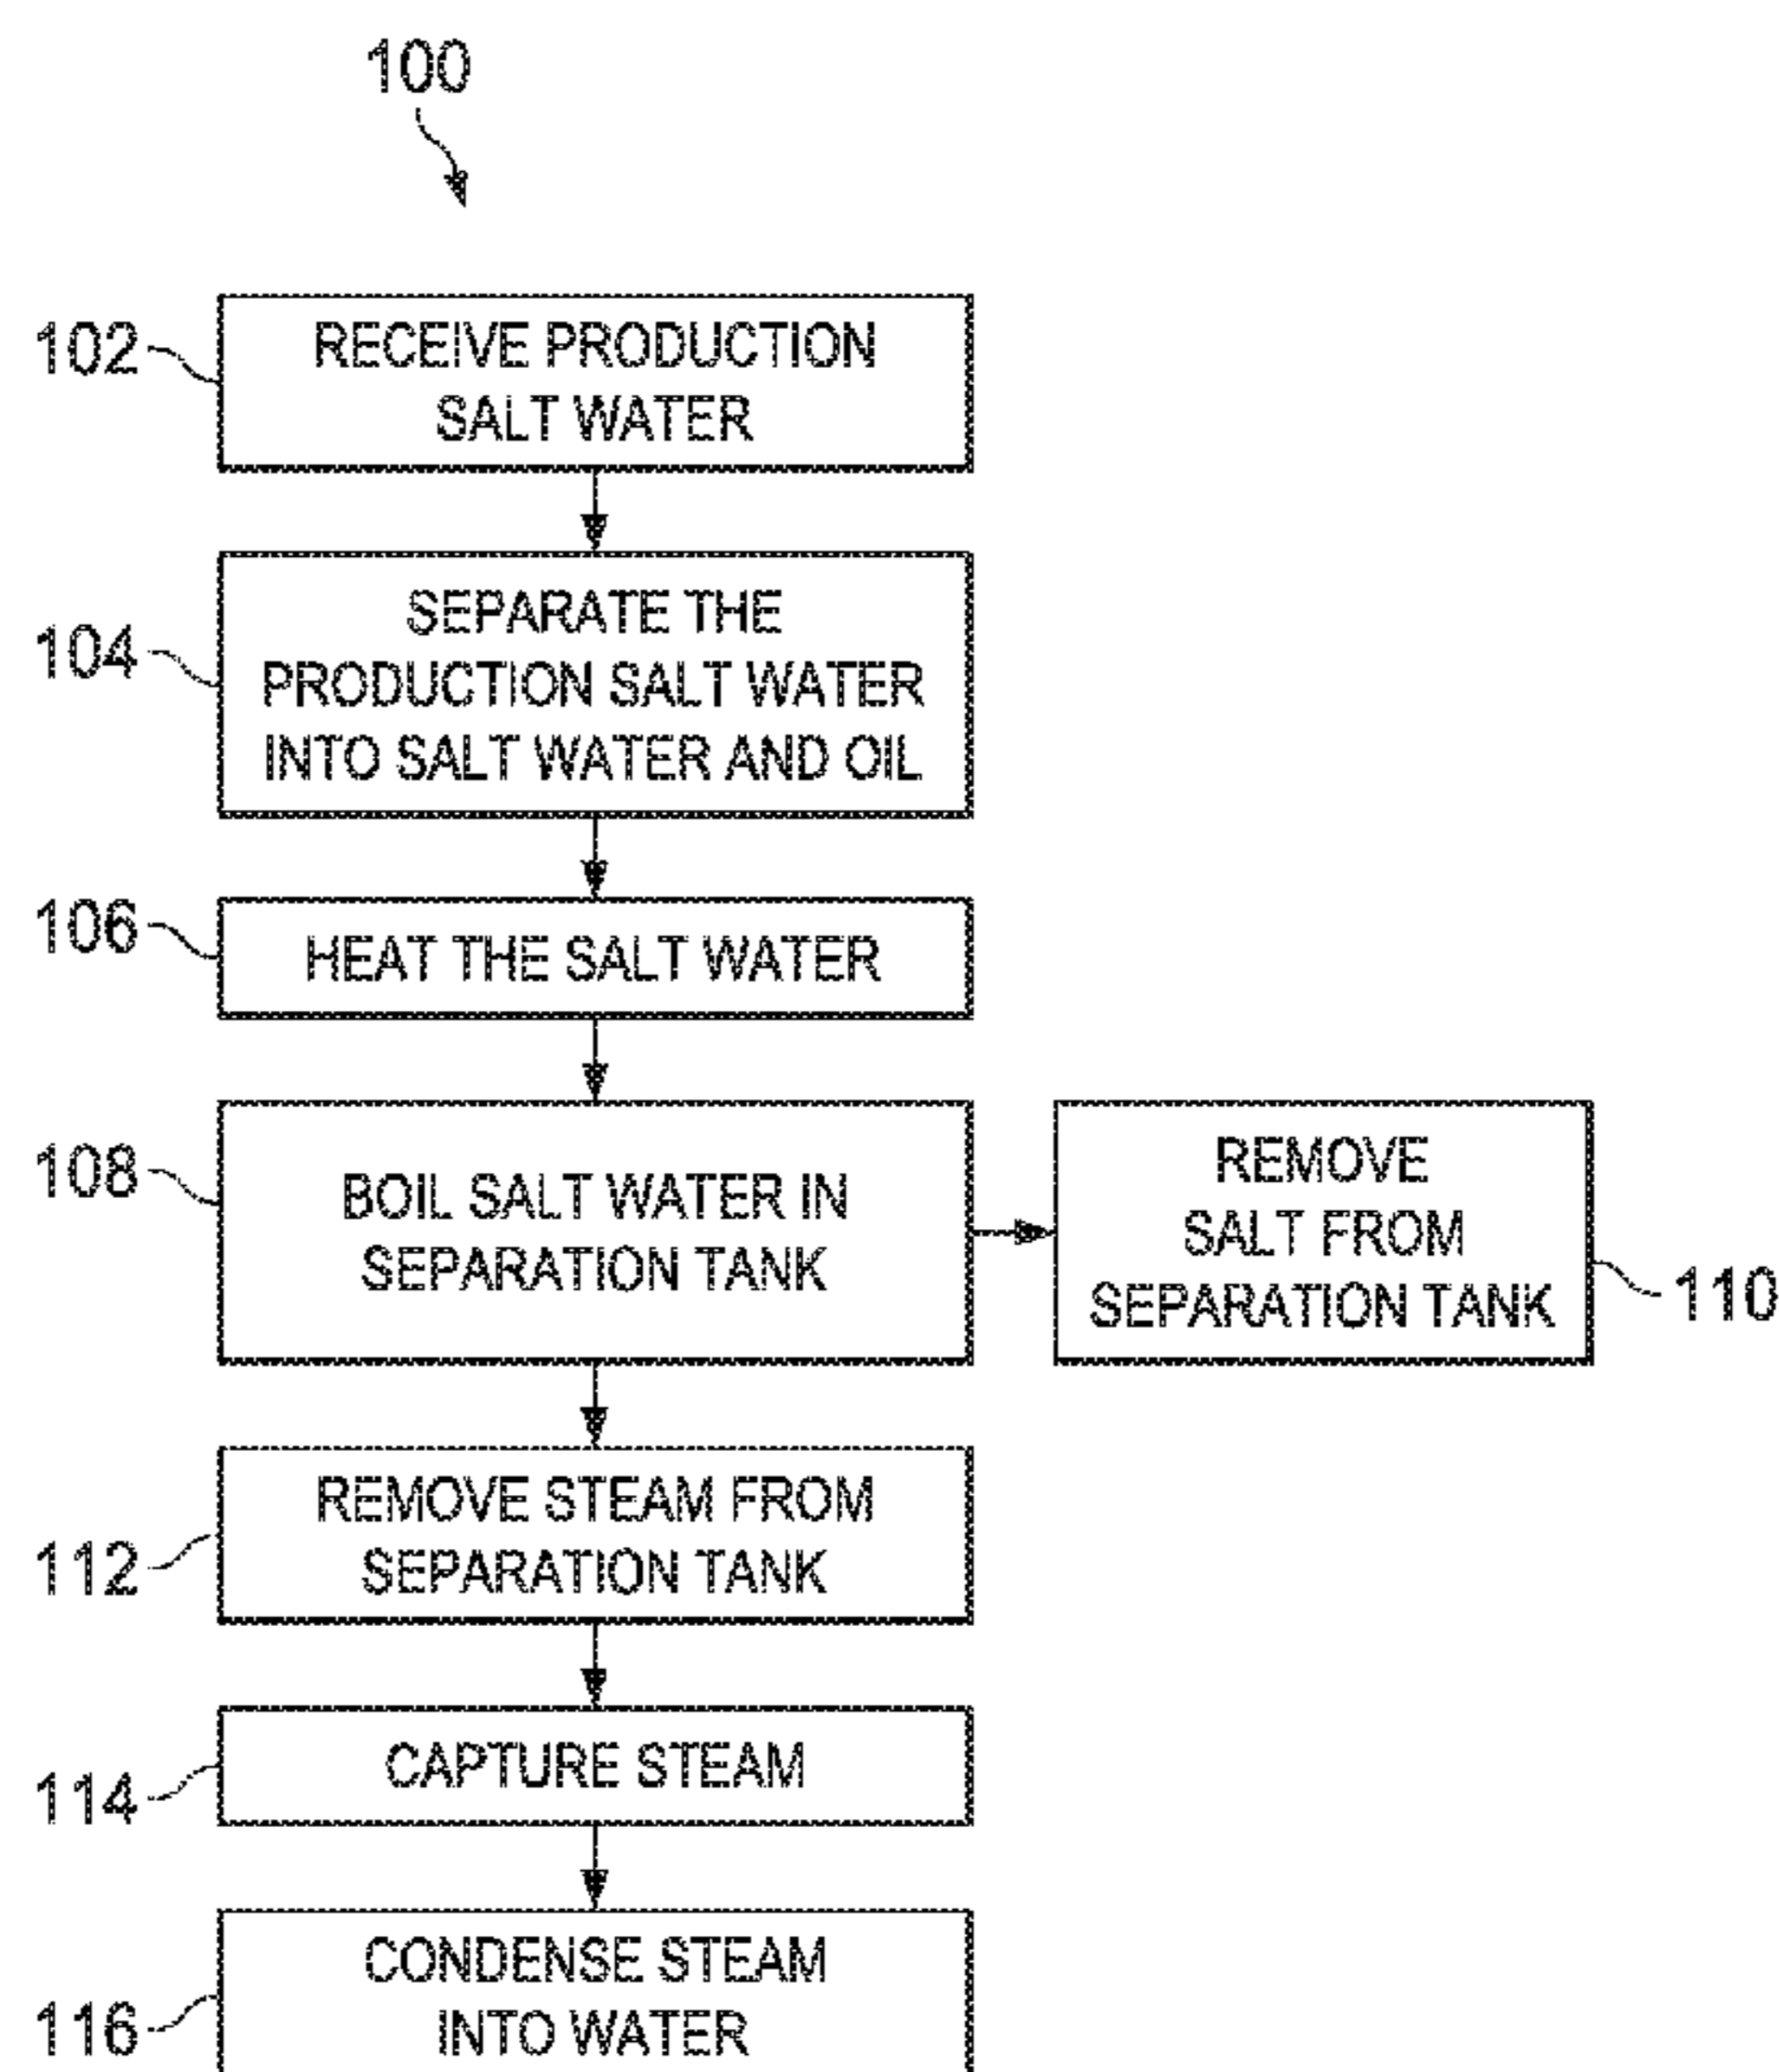 100
102
RECEIVE PRODUCTION
SALT WATER
104
SEPARATE THE
PRODUCTION SALT WATER
INTO SALT WATER AND OIL
106
HEAT THE SALT WATER
108
BOIL SALT WATER IN
SEPARATION TANK
REMOVE
SALT FROM
SEPARATION TANK
110
112
REMOVE STEAM FROM
SEPARATION TANK
114
CAPTURE STEAM
116
CONDENSE STEAM
INTO WATER